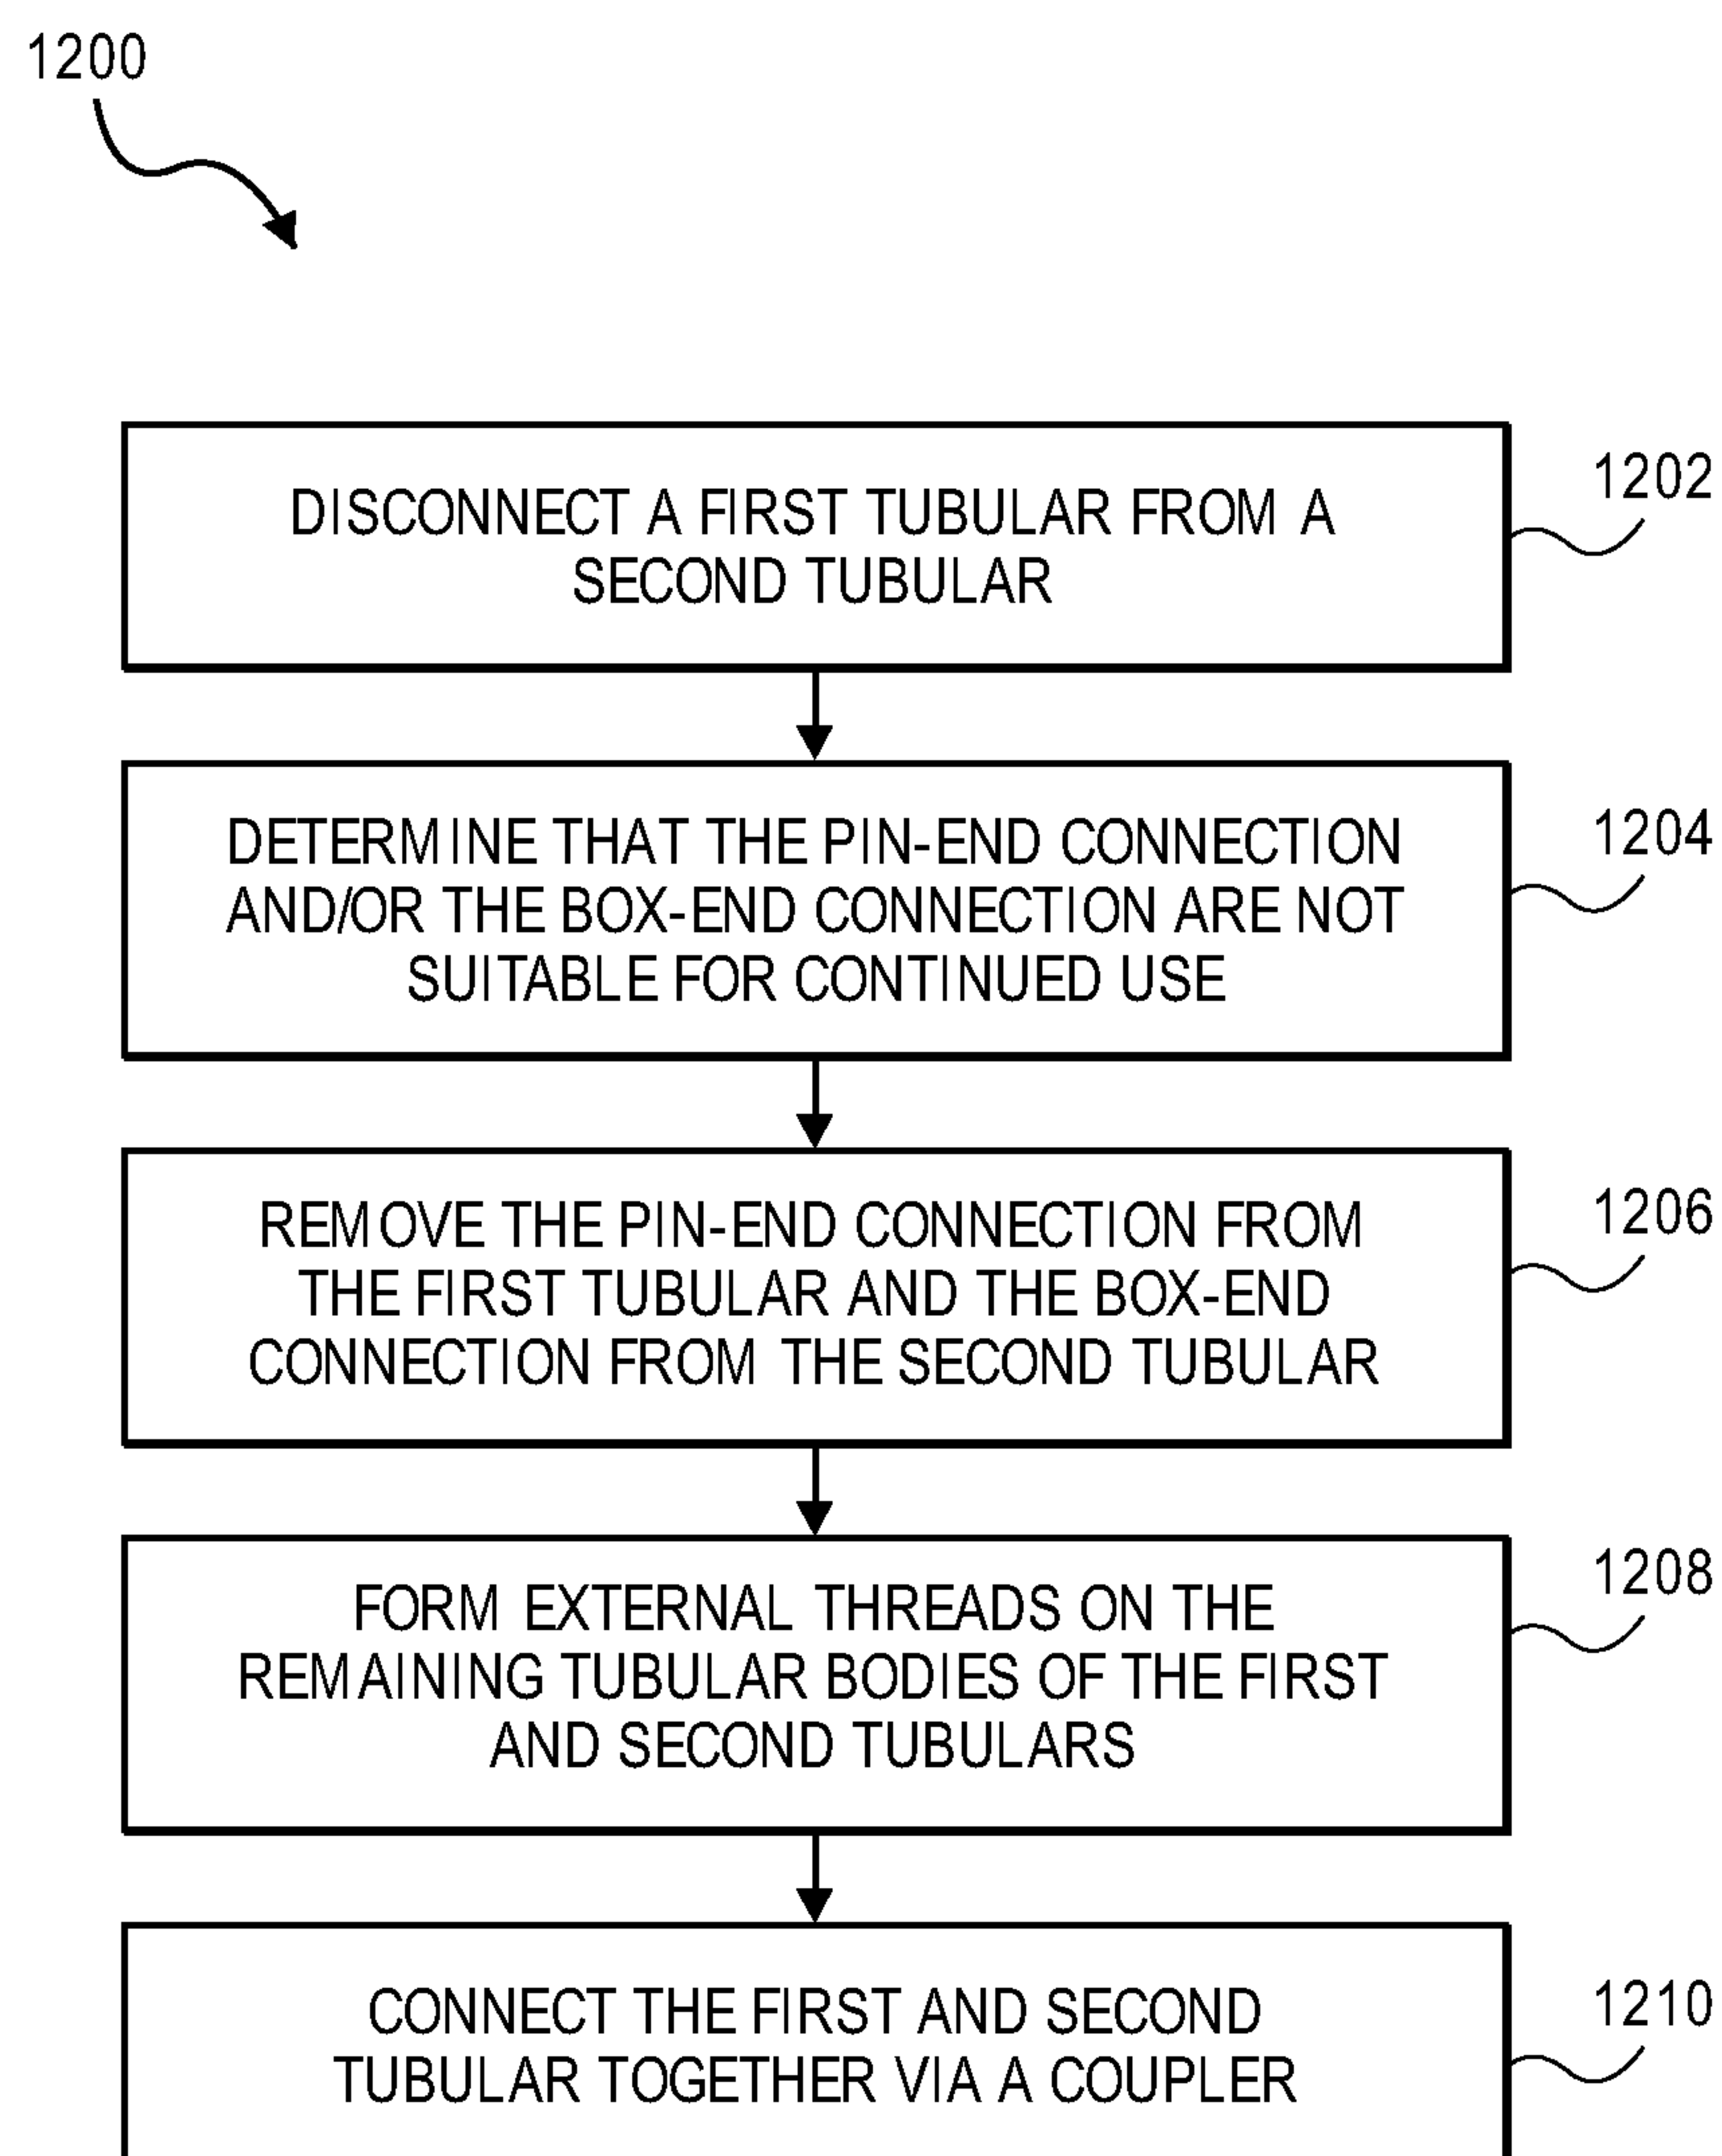 1200
DISCONNECT A FIRST TUBULAR FROM A
SECOND TUBULAR
1202
DETERMINE THAT THE PIN-END CONNECTION
AND/OR THE BOX-END CONNECTION ARE NOT
SUITABLE FOR CONTINUED USE
1204
REMOVE THE PIN-END CONNECTION FROM
THE FIRST TUBULAR AND THE BOX-END
CONNECTION FROM THE SECOND TUBULAR
1206
FORM EXTERNAL THREADS ON THE
REMAINING TUBULAR BODIES OF THE FIRST
AND SECOND TUBULARS
1208
CONNECT THE FIRST AND SECOND
TUBULAR TOGETHER VIA A COUPLER
1210